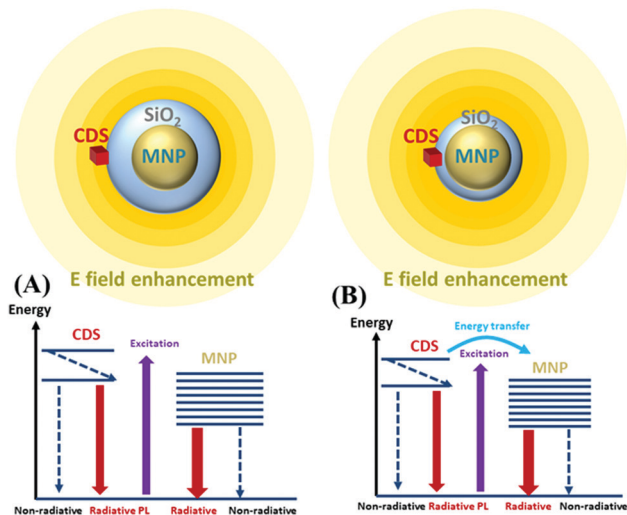 SiO2
CDS
MNP
E field enhancement
SiO2
CDS
MNP
E field enhancement
(A)
Energy
CDS
Excitation
MNP
Non-radiative
Radiative PL
Radiative
Non-radiative
(B)
Energy
Energy transfer
CDS
Excitation
MNP
Non-radiative
Radiative PL
Radiative
Non-radiative